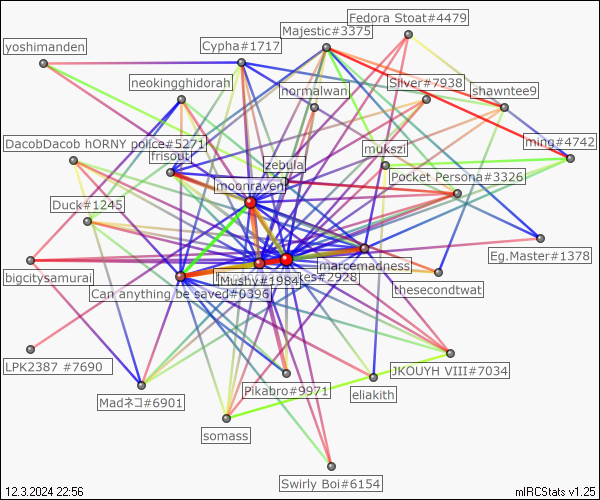 Fedora Stoat#4479
Majestic#3375
yoshimanden
Cypha#1717
neokingghidorah
normalwan
Silver#7938
shawntee9
DacobDacob hORNY police#5271
ming#4742
mukszi
frisout
zebula
Pocket Persona#3326
moonraven
Duck#1245
Eg.Master#1378
marcemadness
bigcitysamurai
Mushy#1984
kes#2928
thesecondtwat
Can anything be saved#0396
LPK2387 #7690
JKOUYH VIII#7034
Pikabro#9971
eliakith
Madネコ#6901
somass
Swirly Boi#6154
12.3.2024 22:56
mIRCStats v1.25